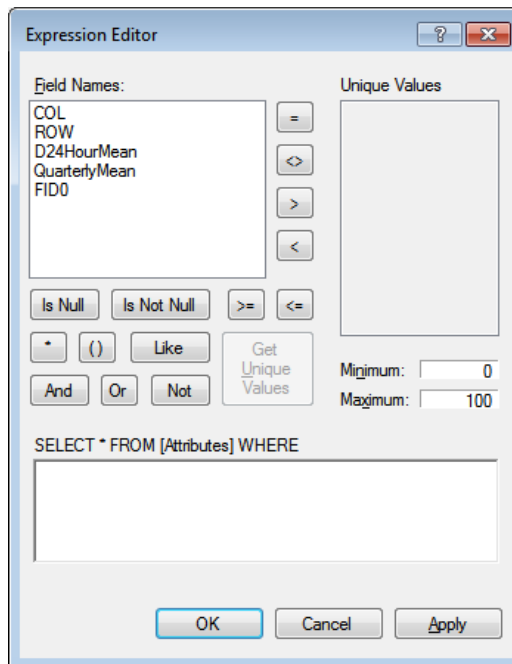 Expression Editor
?
Field Names:
Unique Values
COL
ROW
D24HourMean
QuarterlyMean
FID0
=
<>
>
<
Is Null
Is Not Null
>=
<=
*
( )
Like
Get
Unique
Values
And
Or
Not
Minimum:
0
Maximum:
100
SELECT * FROM [Attributes] WHERE
OK
Cancel
Apply